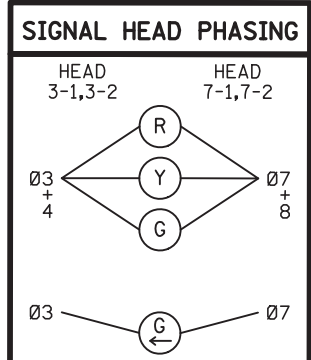 SIGNAL HEAD PHASING
HEAD HEAD
3-1,3-2 7-1,7-2
R
Ø3 Y Ø7
+ +
4 8
G
Ø3 G Ø7
←